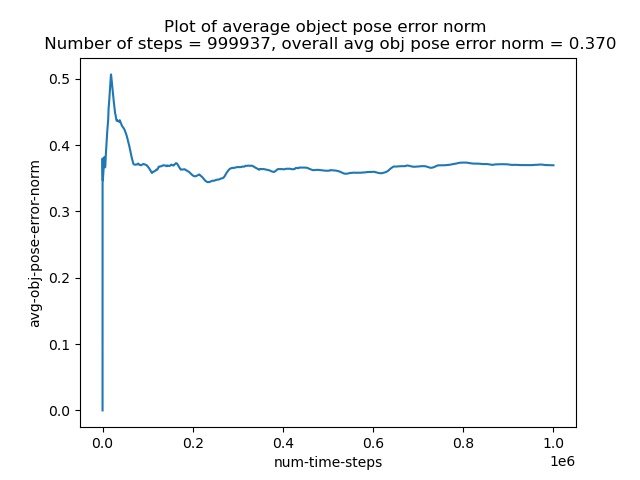 Plot of average object pose error norm
Number of steps = 999937, overall avg obj pose error norm = 0.370
avg-obj-pose-error-norm
0.5
0.4
0.3
0.2
0.1
0.0
0.0 0.2 0.4 0.6 0.8 1.0
1e6
num-time-steps